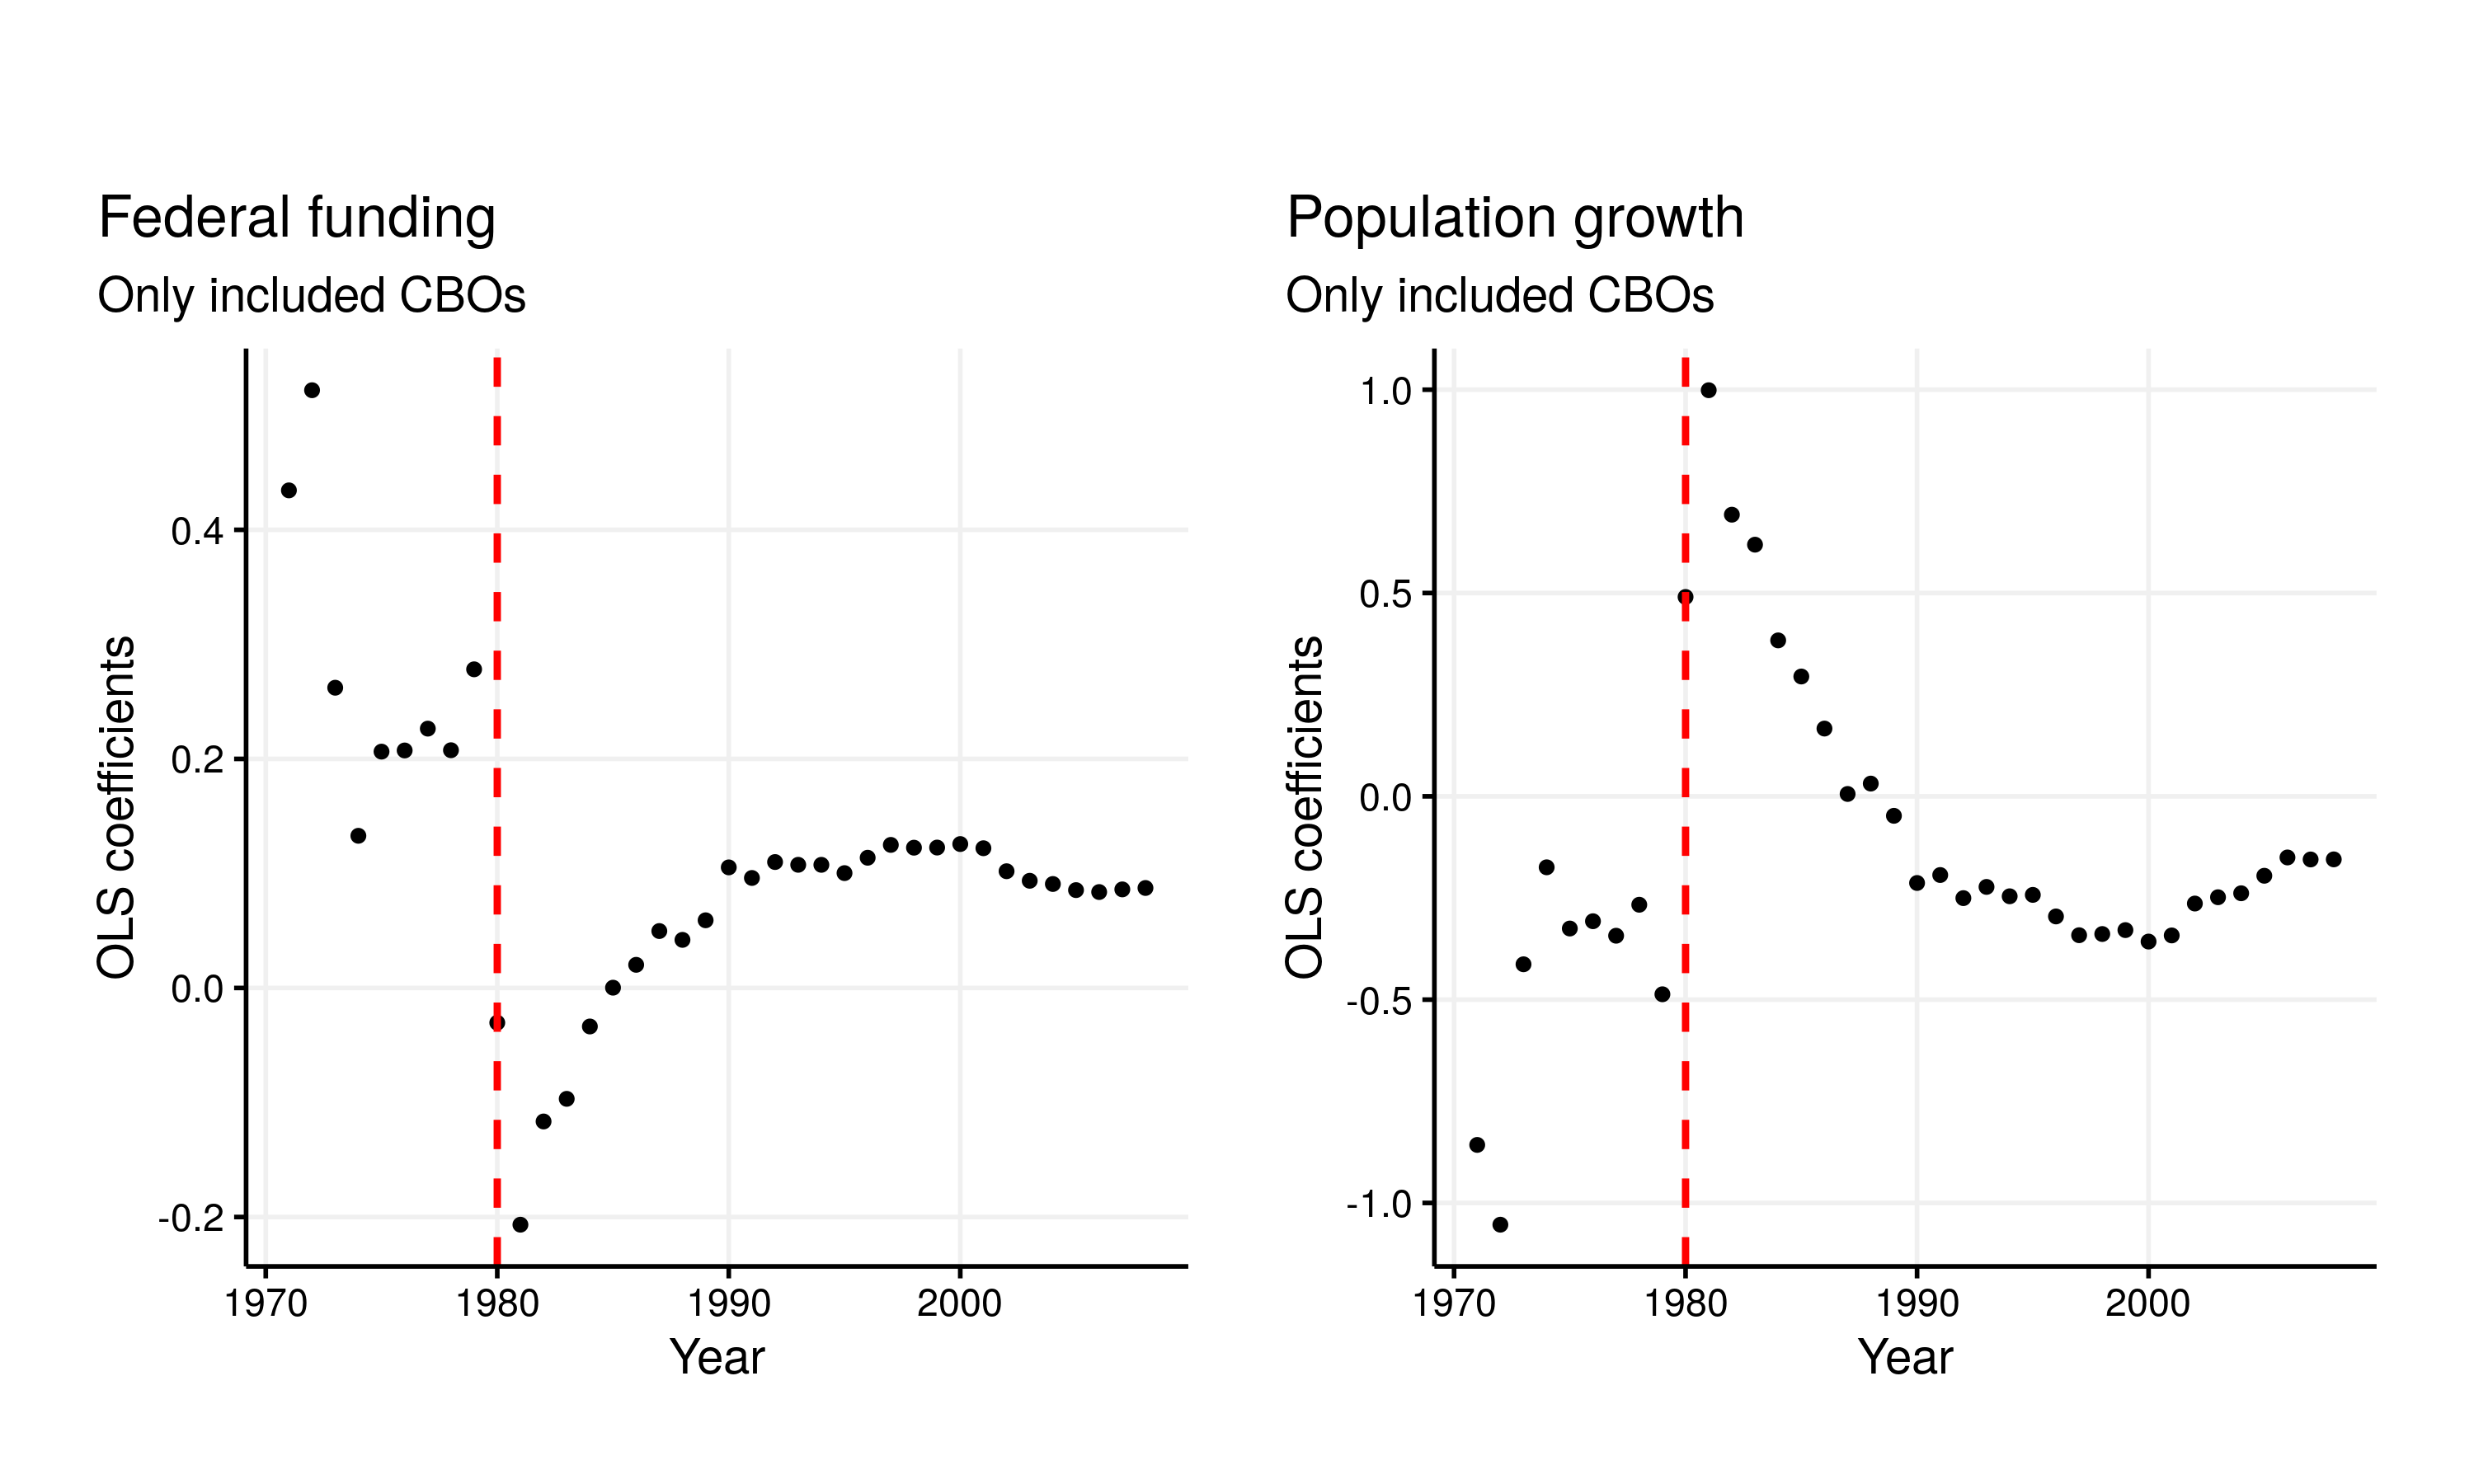 Federal funding
Only included CBOs
OLS coefficients
0.4
0.2
0.0
-0.2
1970 1980 1990 2000
Year
Population growth
Only included CBOs
OLS coefficients
1.0
0.5
0.0
-0.5
-1.0
1970 1980 1990 2000
Year